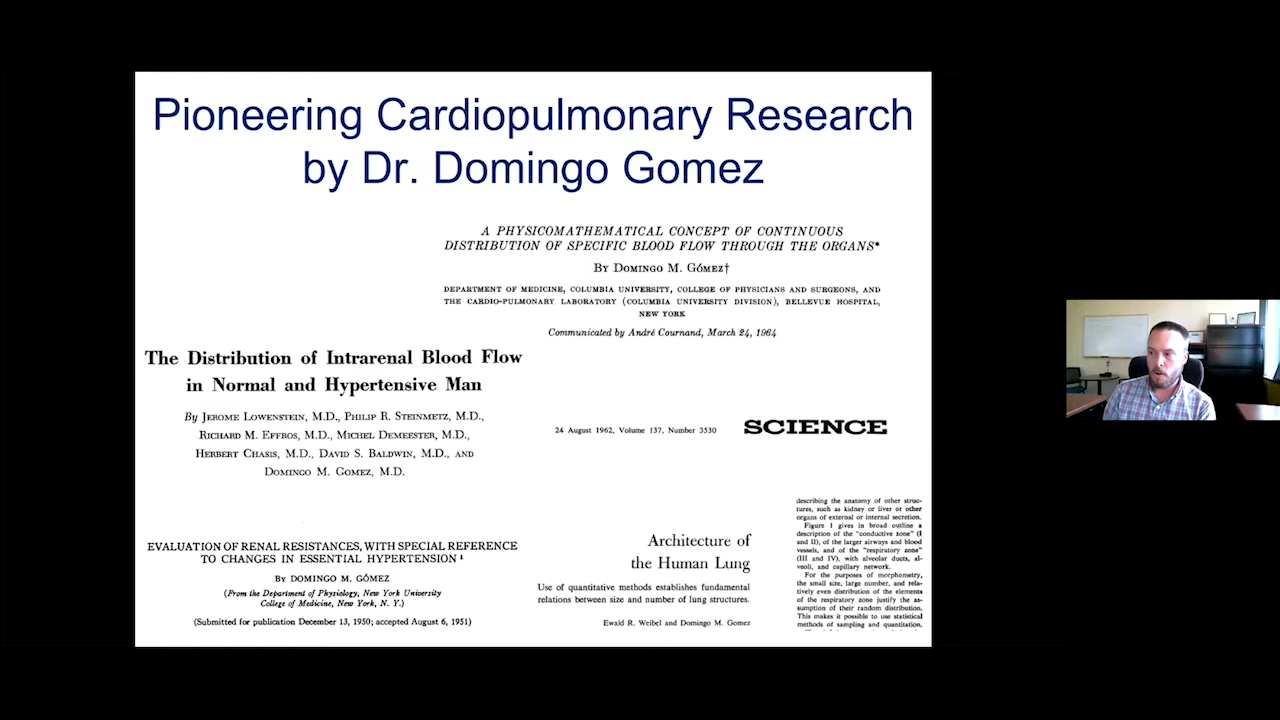 Pioneering Cardiopulmonary Research
by Dr. Domingo Gomez
A PHYSICOMATHEMATICAL CONCEPT OF CONTINUOUS
DISTRIBUTION OF SPECIFIC BLOOD FLOW THROUGH THE ORGANS*
By Domingo M. Gómez†
DEPARTMENT OF MEDICINE, COLUMBIA UNIVERSITY, COLLEGE OF PHYSICIANS AND SURGEONS, AND
THE CARDIO-PULMONARY LABORATORY (COLUMBIA UNIVERSITY DIVISION), BELLEVUE HOSPITAL,
NEW YORK
Communicated by André Cournand, March 24, 1964
The Distribution of Intrarenal Blood Flow
in Normal and Hypertensive Man
By Jerome Lowenstein, M.D., Philip R. Steinmetz, M.D.,
Richard M. Effros, M.D., Michel Demeester, M.D.,
Herbert Chasis, M.D., David S. Baldwin, M.D., and
Domingo M. Gomez, M.D.
24 August 1962, Volume 137, Number 3530
SCIENCE
EVALUATION OF RENAL RESISTANCES, WITH SPECIAL REFERENCE
TO CHANGES IN ESSENTIAL HYPERTENSION 1
By DOMINGO M. GÓMEZ
(From the Department of Physiology, New York University
College of Medicine, New York, N. Y.)
(Submitted for publication December 13, 1950; accepted August 6, 1951)
Architecture of
the Human Lung
Use of quantitative methods establishes fundamental
relations between size and number of lung structures.
Ewald R. Weibel and Domingo M. Gomez
describing the anatomy of other struc-
tures, such as kidney or liver or other
organs of external or internal secretion.
Figure 1 gives in broad outline a
description of the "conductive zone" (I
and II), of the larger airways and blood
vessels, and of the "respiratory zone"
(III and IV), with alveolar ducts, al-
veoli, and capillary network.
For the purposes of morphometry,
the small size, large number, and rela-
tively even distribution of the elements
of the respiratory zone justify the as-
sumption of their random distribution.
This makes it possible to use statistical
methods of sampling and quantitation.